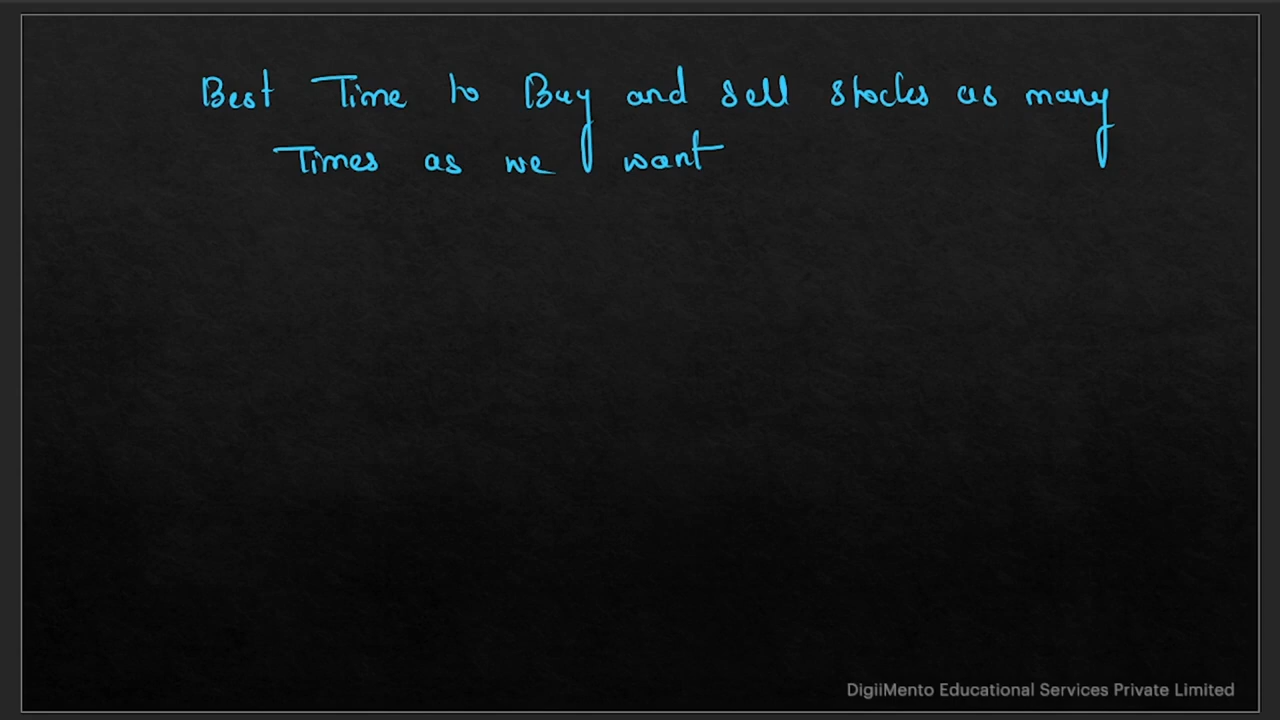 Best Time to Buy and sell stocks as many
Times as we want
DigiiMento Educational Services Private Limited